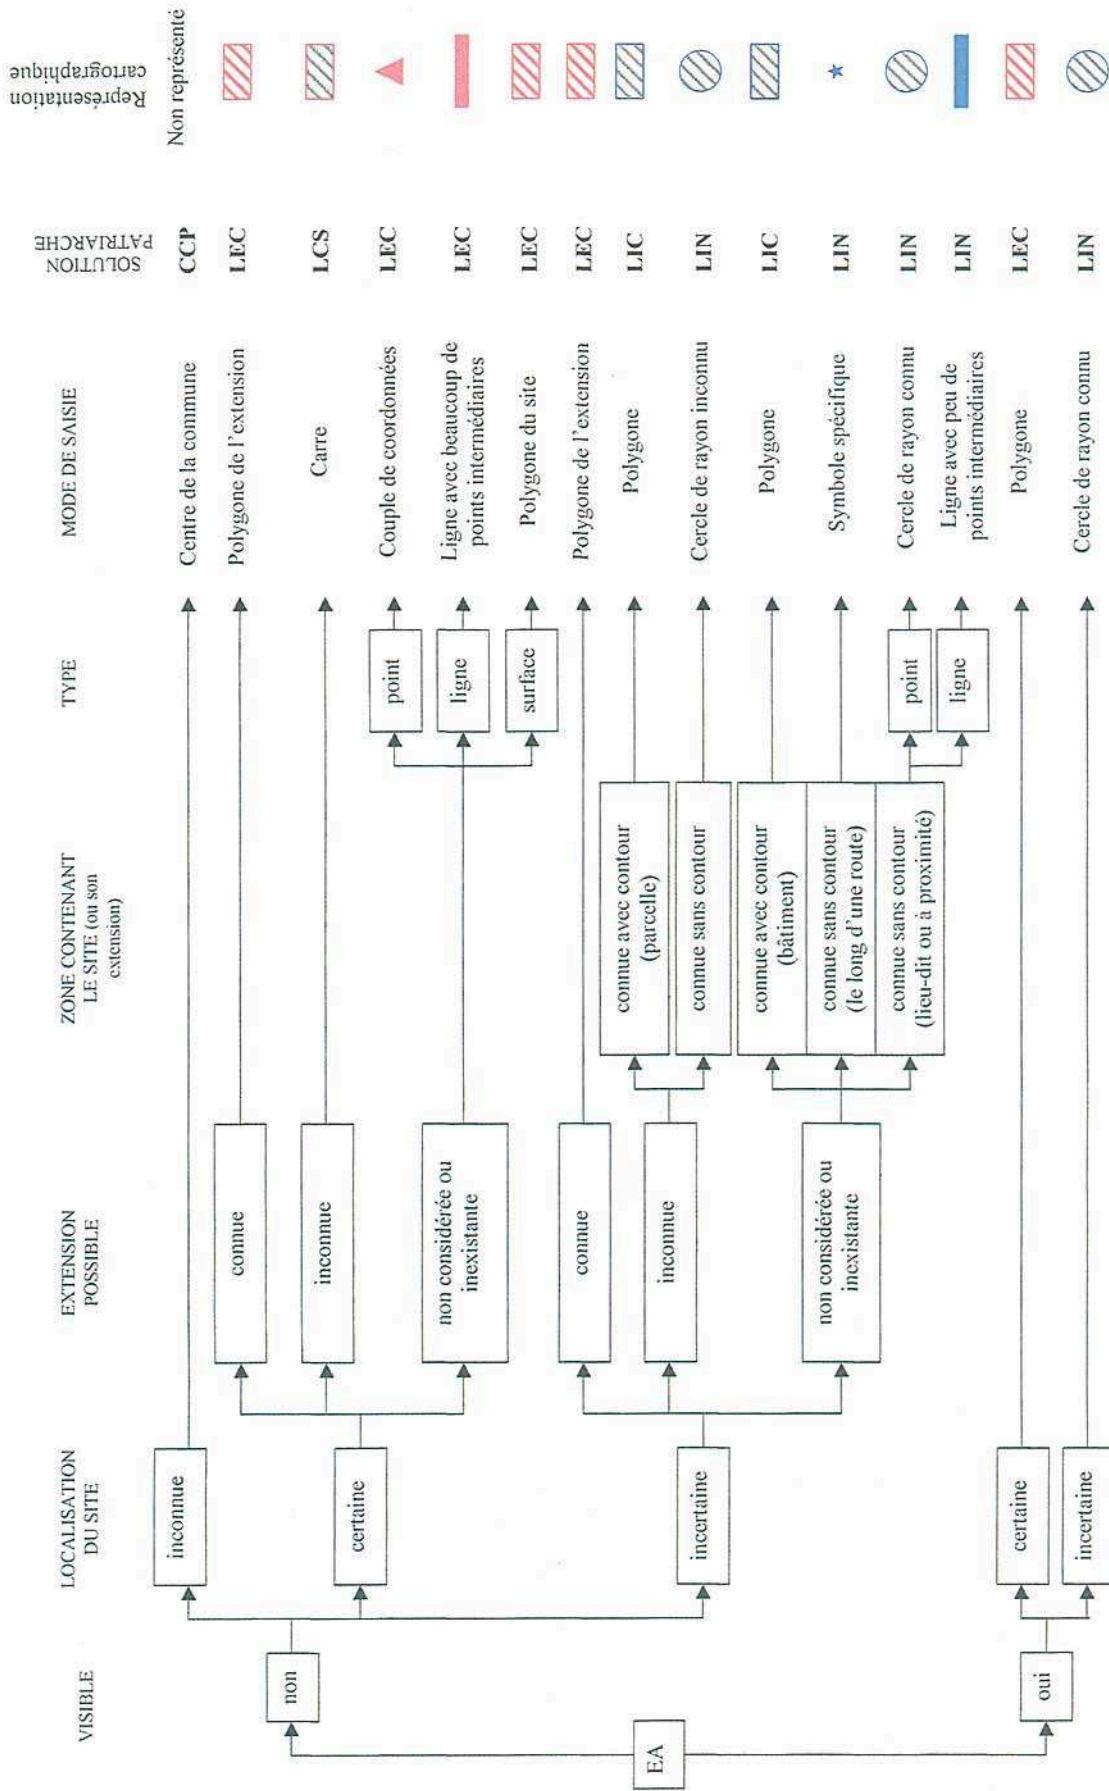 VISIBLE
LOCALISATION
DU SITE
EXTENSION
POSSIBLE
ZONE CONTENANT
LE SITE (ou son
extension)
TYPE
MODE DE SAISIE
SOLUTION
PATRIARCHE
Représentation
cartographique
EA
non
oui
inconnue
certaine
incertaine
certaine
incertaine
connue
inconnue
non considérée ou
inexistante
connue
inconnue
non considérée ou
inexistante
connue avec contour
(parcelle)
connue sans contour
connue avec contour
(bâtiment)
connue sans contour
(le long d'une route)
connue sans contour
(lieu-dit ou à proximité)
point
ligne
surface
point
ligne
Centre de la commune
Polygone de l'extension
Carre
Couple de coordonnées
Ligne avec beaucoup de
points intermédiaires
Polygone du site
Polygone de l'extension
Polygone
Cercle de rayon inconnu
Polygone
Symbole spécifique
Cercle de rayon connu
Ligne avec peu de
points intermédiaires
Polygone
Cercle de rayon connu
CCP
LEC
LCS
LEC
LEC
LEC
LEC
LIC
LIN
LIC
LIN
LIN
LIN
LEC
LIN
Non représenté